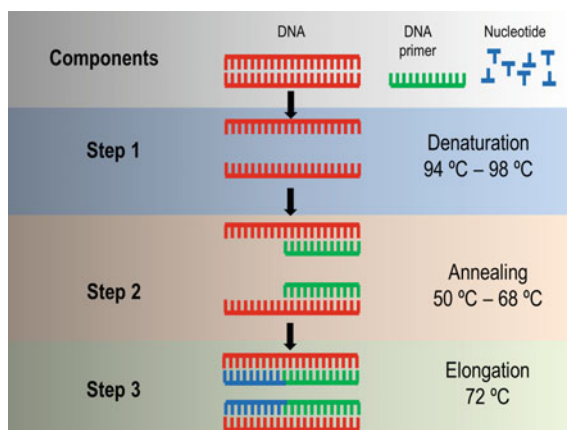 Components
DNA
DNA
primer
Nucleotide
Step 1
Denaturation
94 ºC – 98 ºC
Step 2
Annealing
50 ºC – 68 ºC
Step 3
Elongation
72 ºC